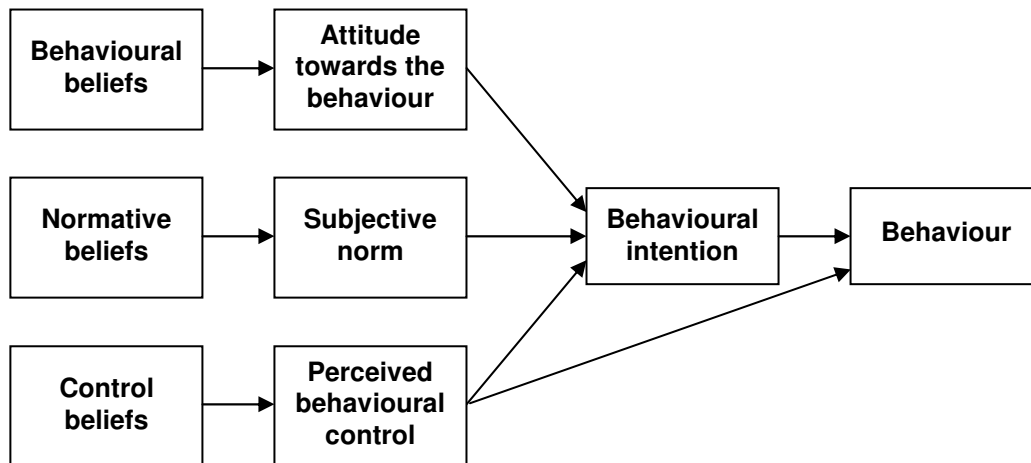 Behavioural
beliefs
Attitude
towards the
behaviour
Normative
beliefs
Subjective
norm
Behavioural
intention
Behaviour
Control
beliefs
Perceived
behavioural
control